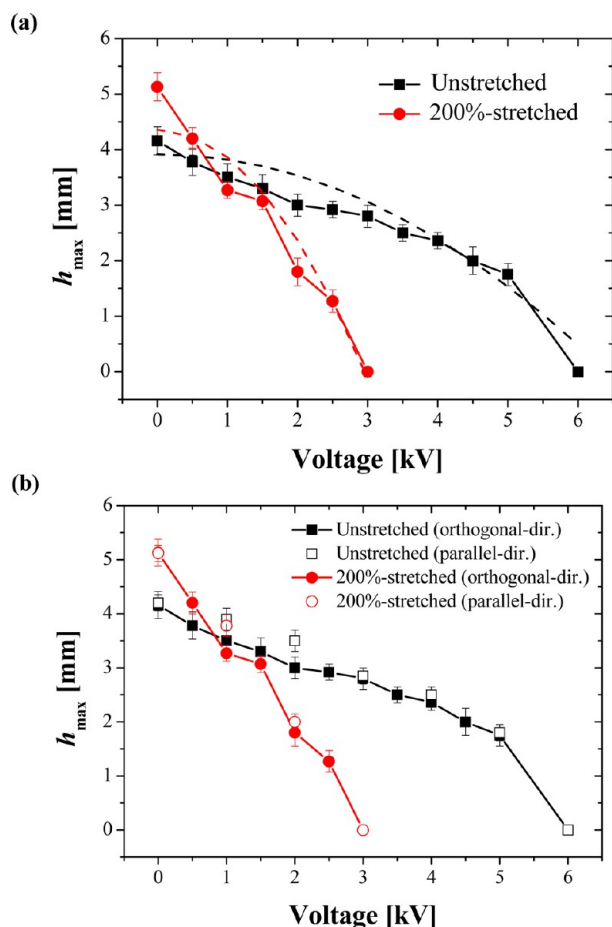 (a)
6
5
4
3
2
1
0
h max [mm]
Unstretched
200%-stretched
0 1 2 3 4 5 6
Voltage [kV]
(b)
6
5
4
3
2
1
0
h max [mm]
Unstretched (orthogonal-dir.)
Unstretched (parallel-dir.)
200%-stretched (orthogonal-dir.)
200%-stretched (parallel-dir.)
0 1 2 3 4 5 6
Voltage [kV]